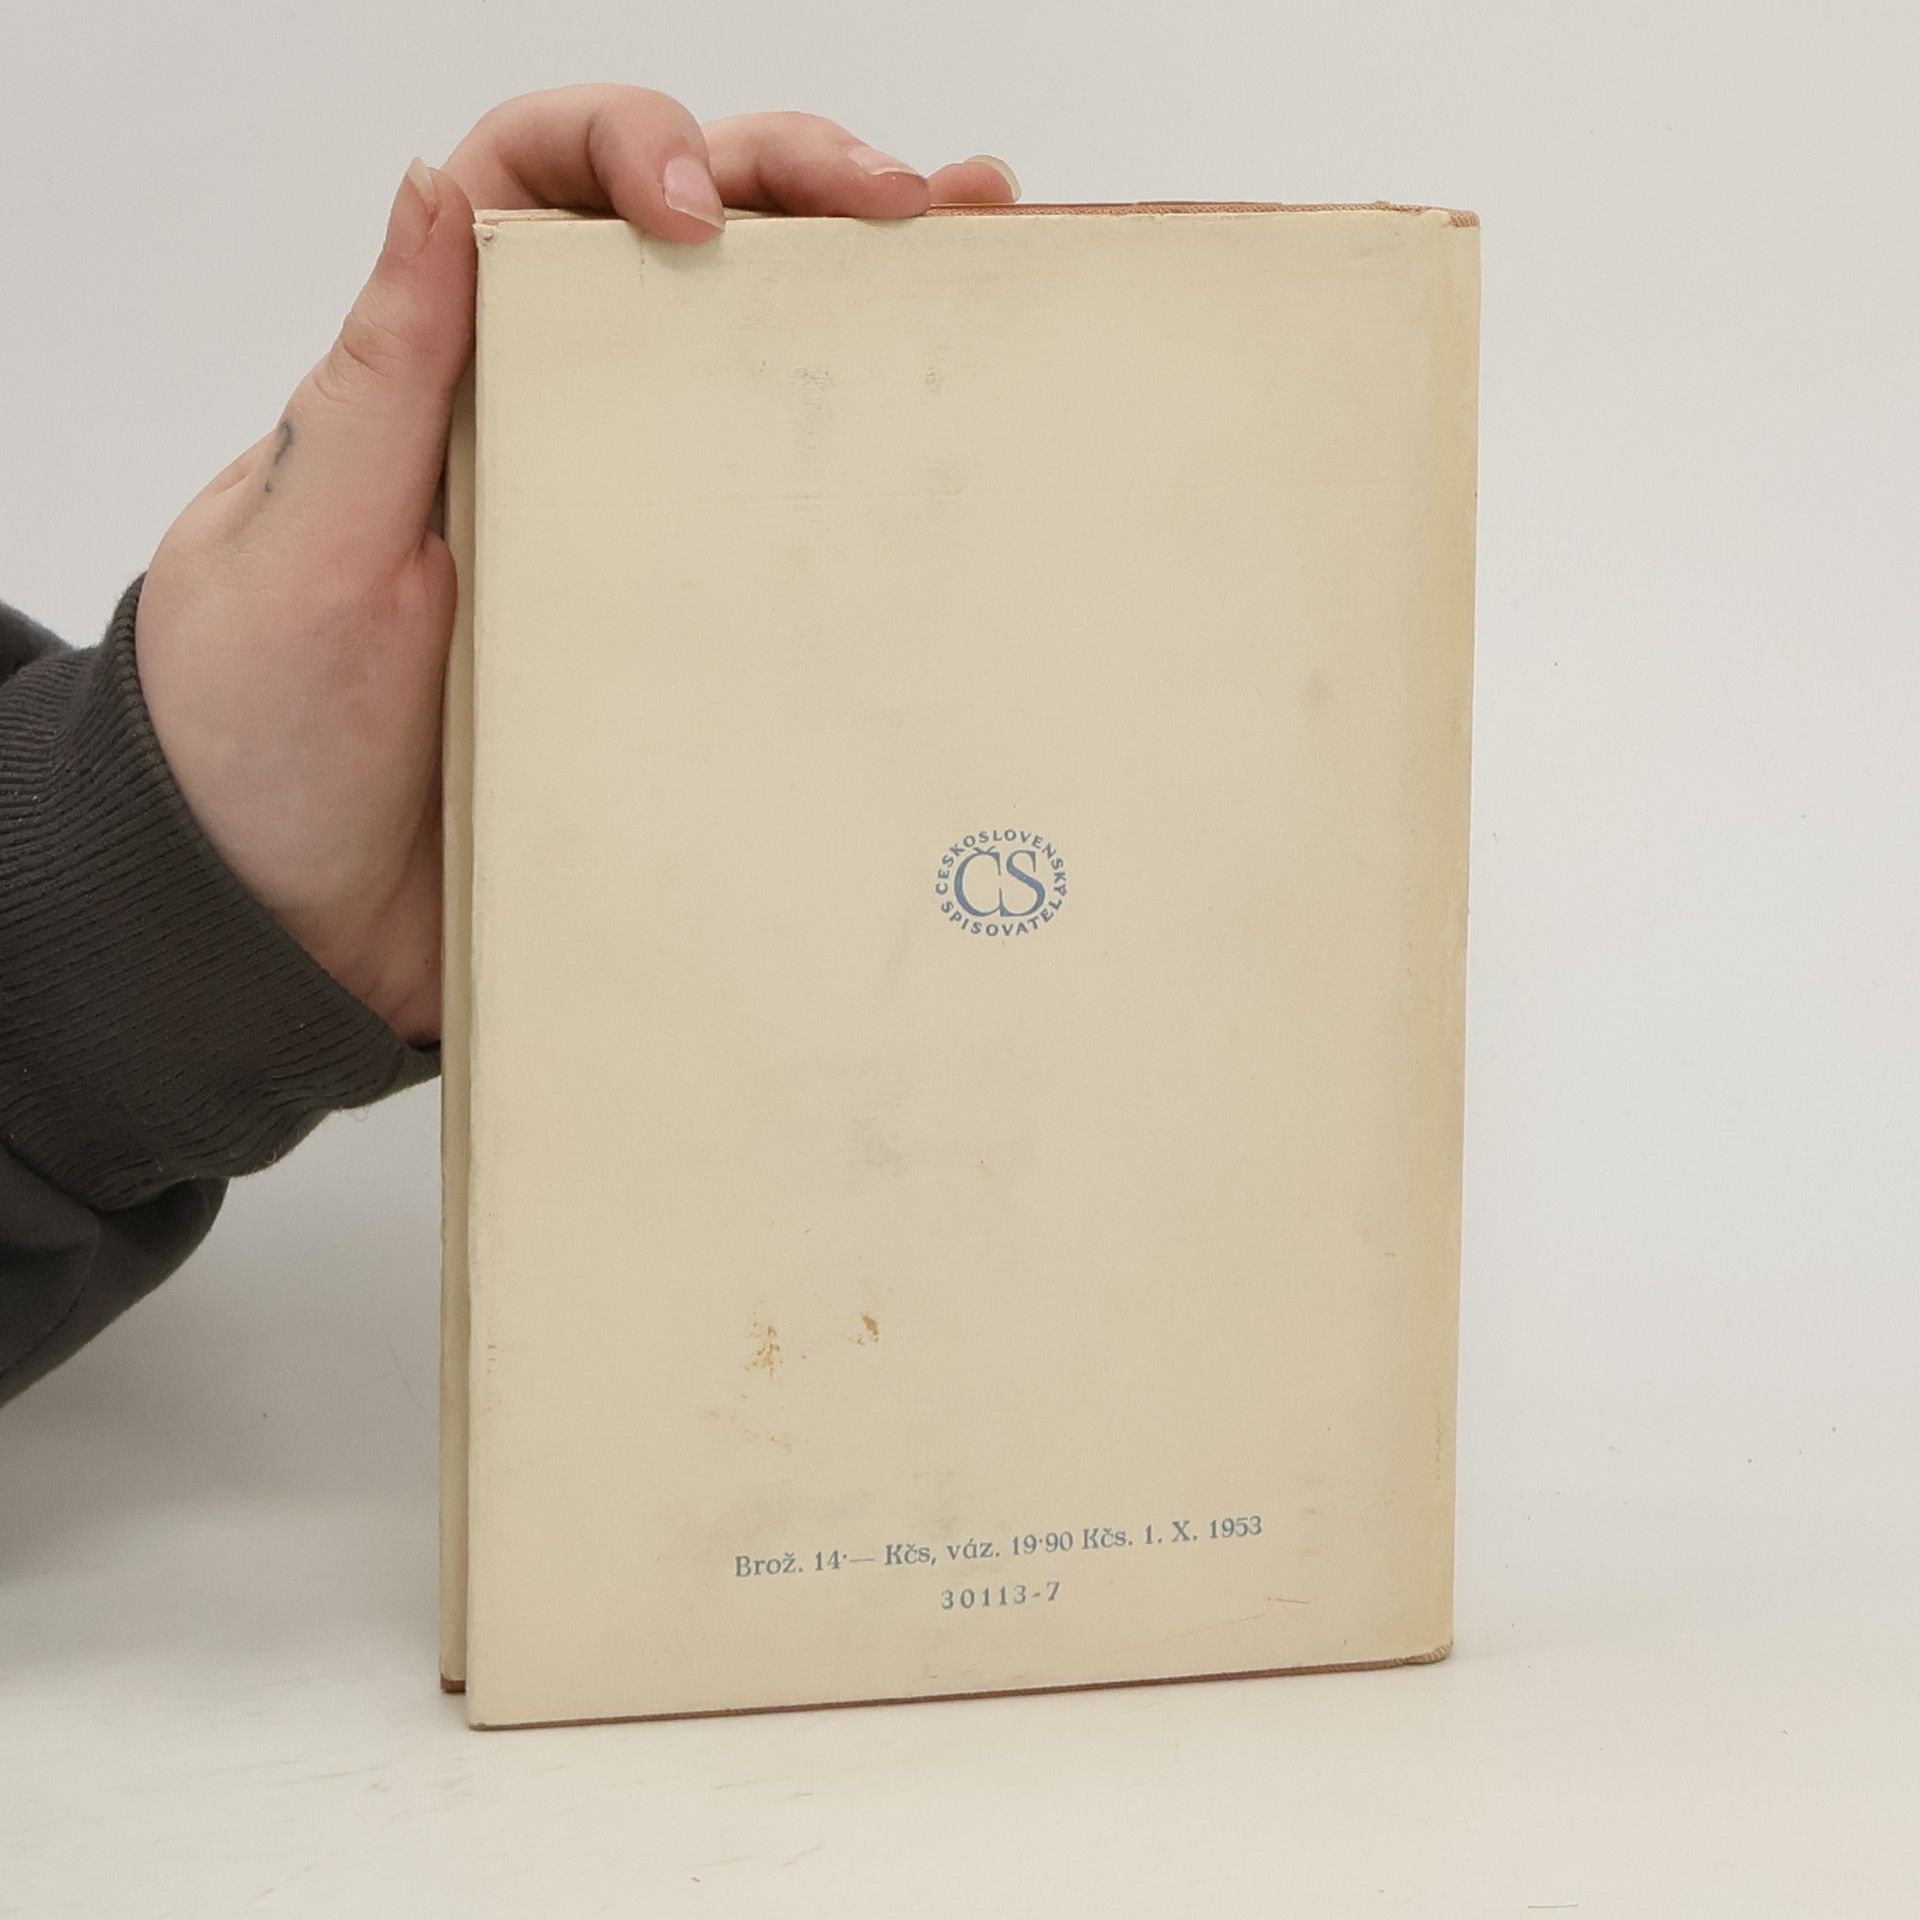 ČESKOSLOVENSKÝ
ČS
SPISOVATEL
Brož. 14·— Kčs, váz. 19·90 Kčs. 1. X. 1953
30113-7